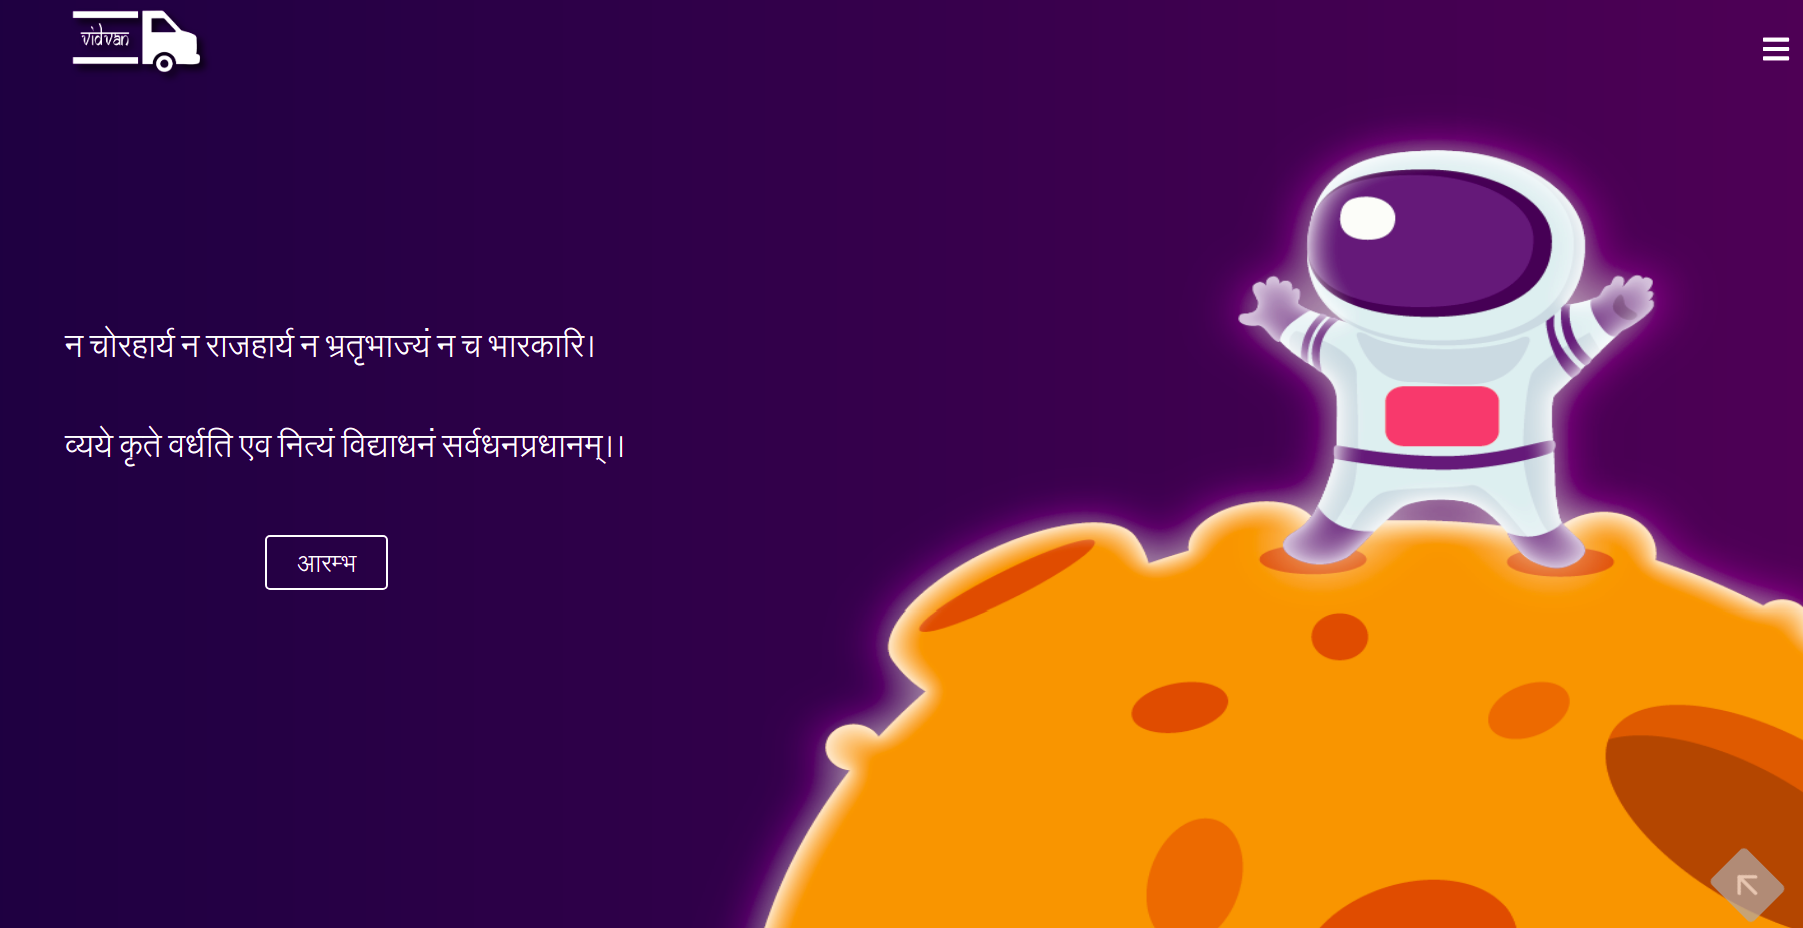 vidvan
न चोरहार्य न राजहार्य न भ्रतृभाज्यं न च भारकारि।
व्यये कृते वर्धति एव नित्यं विद्याधनं सर्वधनप्रधानम्।।
आरम्भ